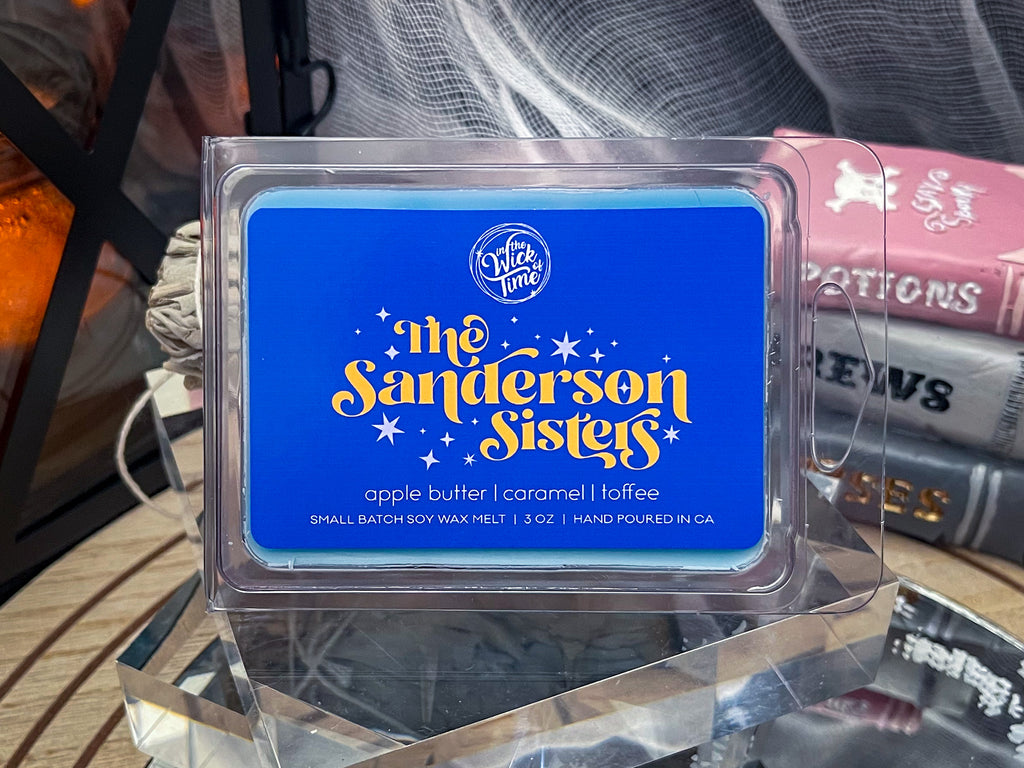 in the
Wick of
Time
The
Sanderson
Sisters
apple butter | caramel | toffee
SMALL BATCH SOY WAX MELT | 3 OZ | HAND POURED IN CA
POTIONS
REWS